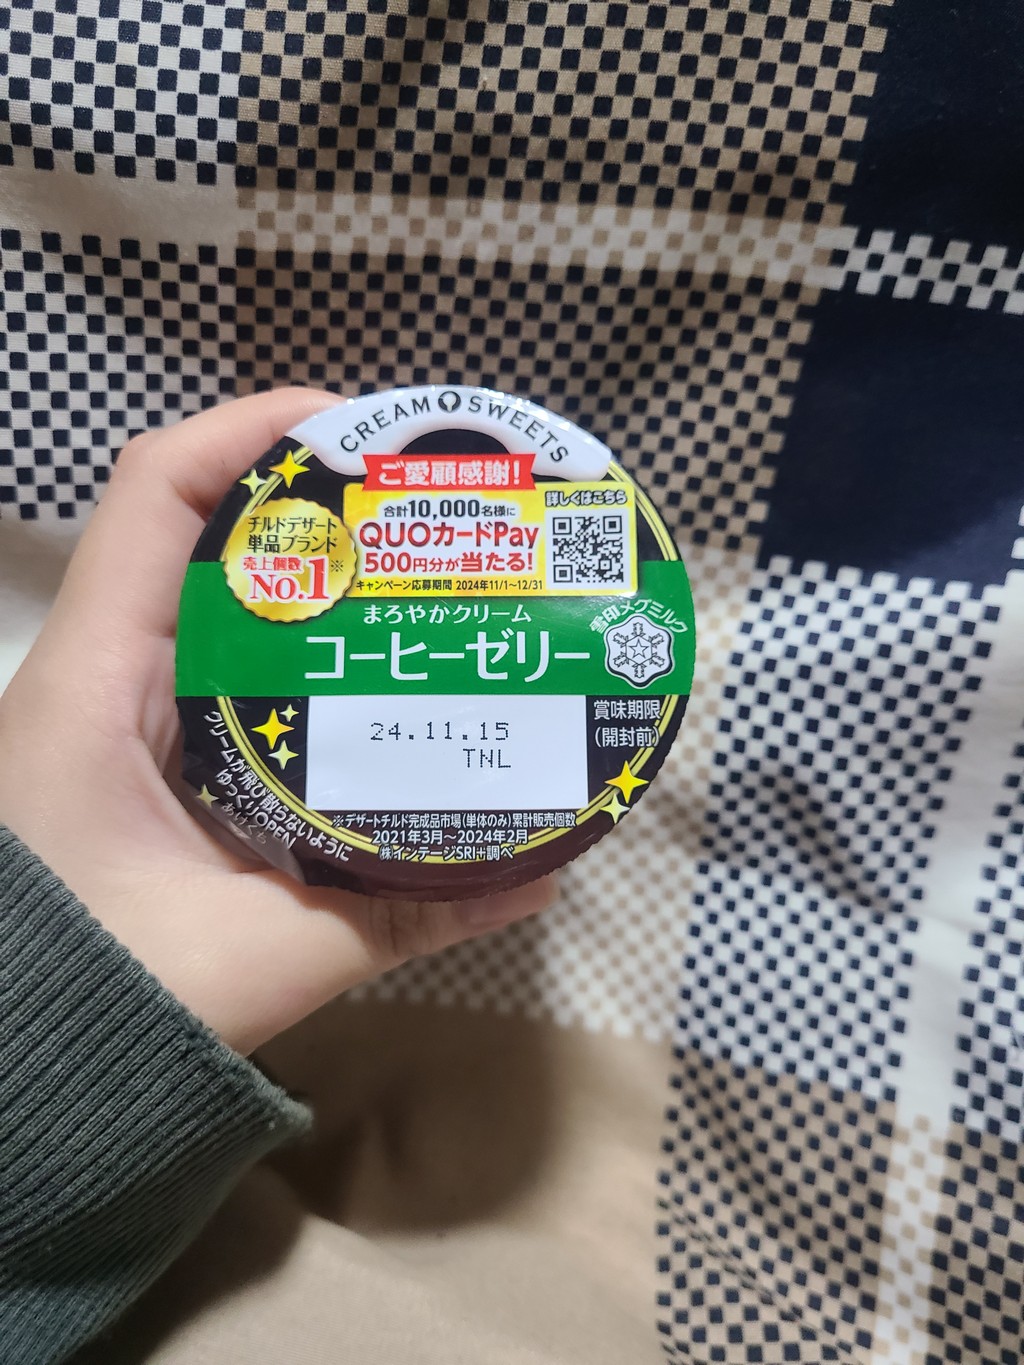 CREAM SWEETS
ご愛顧感謝!
詳しくはこちら
合計10,000名様に
QUOカードPay
500円分が当たる!
キャンペーン応募期間 2024年11/1~12/31
チルドデザート
単品ブランド
売上個数
No.1※
まろやかクリーム
コーヒーゼリー
雪印メグミルク
24.11.15
TNL
賞味期限
(開封前)
クリームが飛び散らないように
ゆっくりOPEN
あけくち
※デザートチルド完成品市場(単体のみ)累計販売個数
2021年3月~2024年2月
㈱インテージSRI+調べ